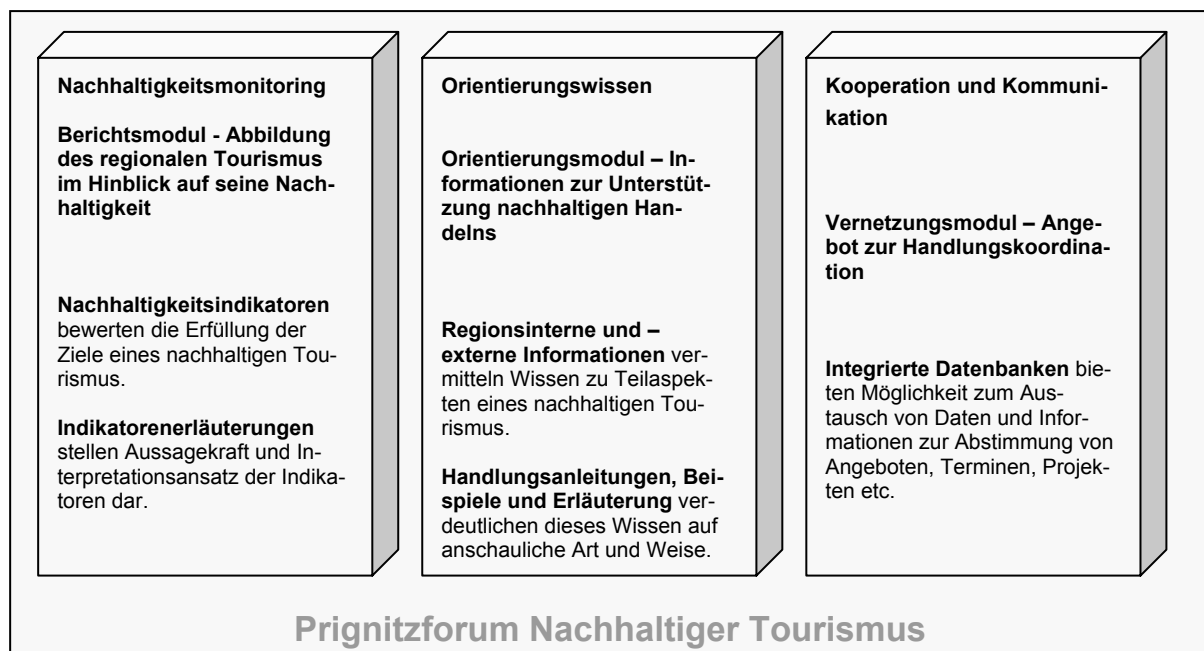 Nachhaltigkeitsmonitoring
Berichtsmodul - Abbildung
des regionalen Tourismus
im Hinblick auf seine Nach-
haltigkeit
Nachhaltigkeitsindikatoren
bewerten die Erfüllung der
Ziele eines nachhaltigen Tou-
rismus.
Indikatorenerläuterungen
stellen Aussagekraft und In-
terpretationsansatz der Indika-
toren dar.
Orientierungswissen
Orientierungsmodul – In-
formationen zur Unterstüt-
zung nachhaltigen Han-
delns
Regionsinterne und –
externe Informationen ver-
mitteln Wissen zu Teilaspek-
ten eines nachhaltigen Tou-
rismus.
Handlungsanleitungen, Bei-
spiele und Erläuterung ver-
deutlichen dieses Wissen auf
anschauliche Art und Weise.
Kooperation und Kommuni-
kation
Vernetzungsmodul – Ange-
bot zur Handlungskoordina-
tion
Integrierte Datenbanken bie-
ten Möglichkeit zum Aus-
tausch von Daten und Infor-
mationen zur Abstimmung von
Angeboten, Terminen, Projek-
ten etc.
Prignitzforum Nachhaltiger Tourismus